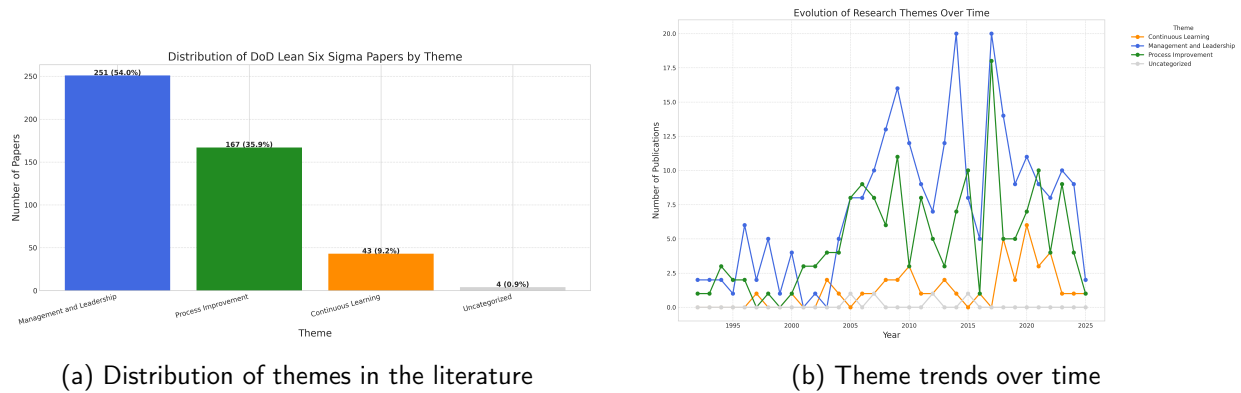 Distribution of DoD Lean Six Sigma Papers by Theme
Number of Papers
250
200
150
100
50
0
251 (54.0%)
167 (35.9%)
43 (9.2%)
4 (0.9%)
Management and Leadership
Process Improvement
Continuous Learning
Uncategorized
Theme
(a) Distribution of themes in the literature
Evolution of Research Themes Over Time
Number of Publications
20.0
17.5
15.0
12.5
10.0
7.5
5.0
2.5
0.0
1995
2000
2005
2010
2015
2020
2025
Year
Theme
Continuous Learning
Management and Leadership
Process Improvement
Uncategorized
(b) Theme trends over time